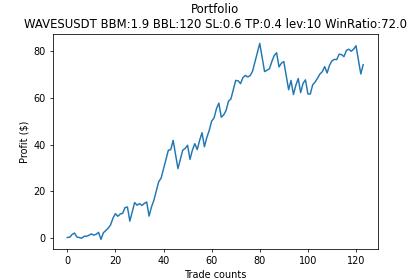 Portfolio
WAVESUSDT BBM:1.9 BBL:120 SL:0.6 TP:0.4 lev:10 WinRatio:72.0
80
60
40
20
0
Profit ($)
0 20 40 60 80 100 120
Trade counts